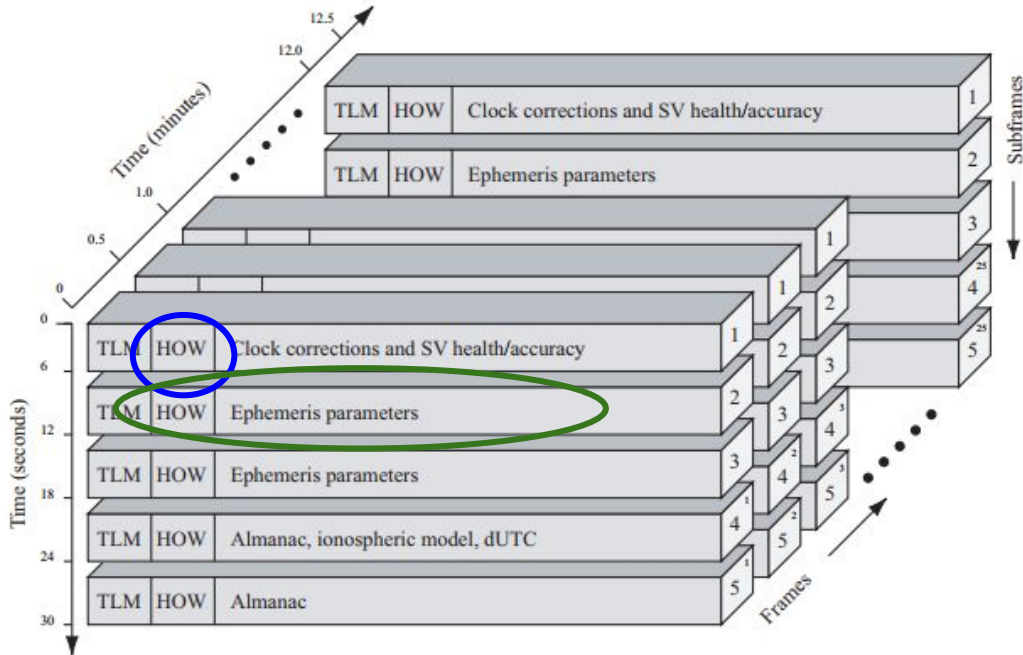 12.5
12.0
Time (minutes)
1.0
0.5
0
TLM HOW Clock corrections and SV health/accuracy 1
TLM HOW Ephemeris parameters 2
3
4 25
5 25
Subframes
1
2
3
4 3
5 3
1
2
3
4 2
5 2
0
TLM HOW Clock corrections and SV health/accuracy 1
6
TLM HOW Ephemeris parameters 2
12
TLM HOW Ephemeris parameters 3
18
TLM HOW Almanac, ionospheric model, dUTC 4 1
24
TLM HOW Almanac 5 1
30
Time (seconds)
Frames